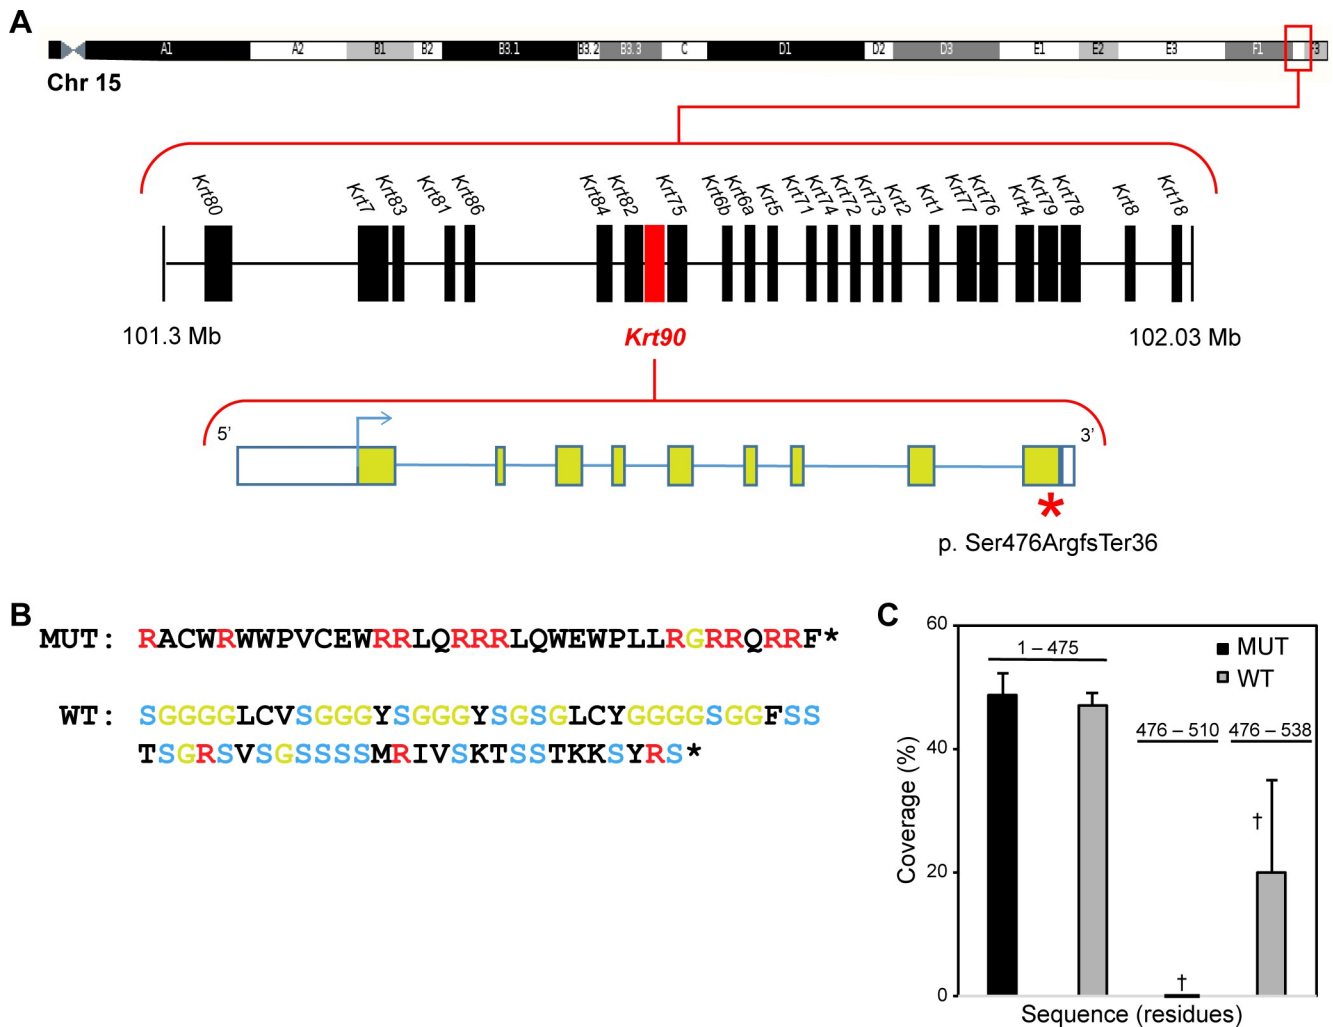 A
A1 A2 B1 B2 B3.1 B3.2 B3.3 C D1 D2 D3 E1 E2 E3 F1 F3
Chr 15
Krt80 Krt7 Krt83 Krt81 Krt86 Krt84 Krt82 Krt75 Krt6b Krt6a Krt5 Krt71 Krt74 Krt72 Krt73 Krt2 Krt1 Krt77 Krt76 Krt4 Krt79 Krt78 Krt8 Krt18
101.3 Mb Krt90 102.03 Mb
5’ 3’
*
p. Ser476ArgfsTer36
B
MUT: RACWRWWPVCEWRRLQRRRLQWEWPLLRGRRQRRF*
WT: SGGGGLCVSGGGYSGGGYSGSGLCYGGGGSGGFSS
TSGRSVSGSSSSMRIVSKTSSTKKSYRS*
C
60
40
20
0
Coverage (%)
1 – 475
MUT
WT
476 – 510 476 – 538
†
†
Sequence (residues)